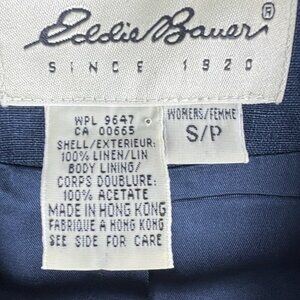 Eddie Bauer®
SINCE 1920
WPL 9647
CA 00665
SHELL/EXTERIEUR:
100% LINEN/LIN
BODY LINING/
CORPS DOUBLURE:
100% ACETATE
MADE IN HONG KONG
FABRIQUE A HONG KONG
SEE SIDE FOR CARE
WOMENS/FEMME
S/P